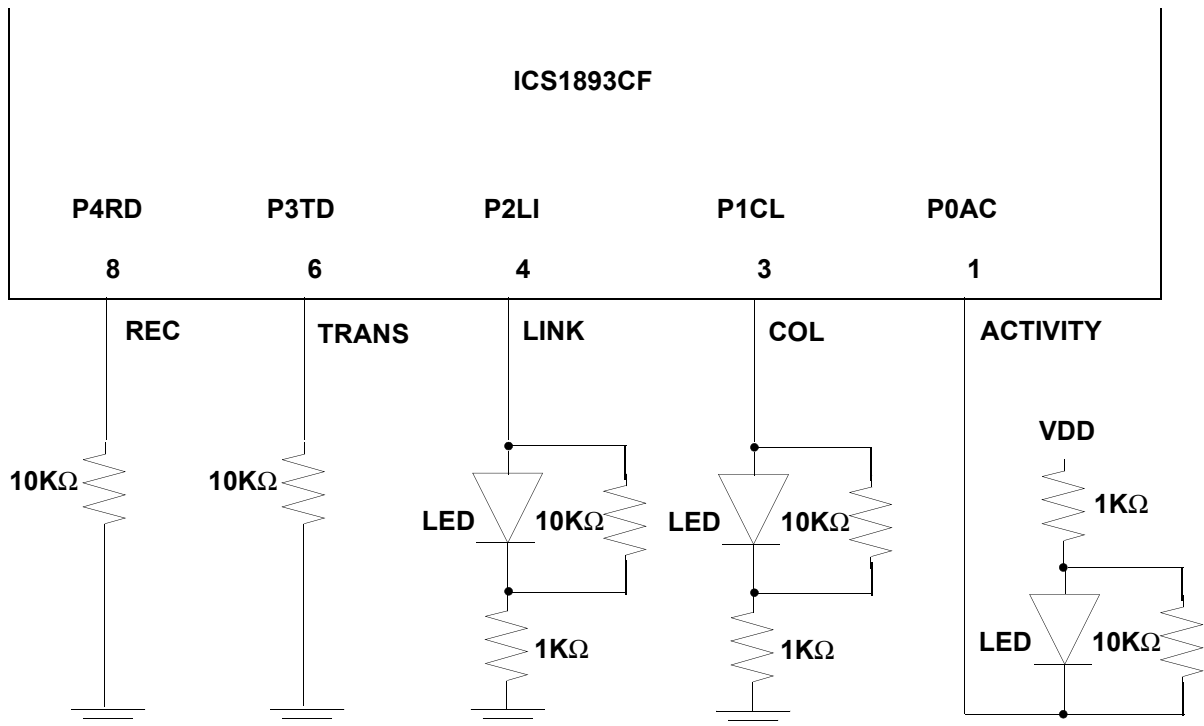 ICS1893CF
P4RD P3TD P2LI P1CL P0AC
8 6 4 3 1
REC TRANS LINK COL ACTIVITY
VDD
10KΩ 10KΩ 1KΩ
LED 10KΩ LED 10KΩ
1KΩ 1KΩ LED 10KΩ